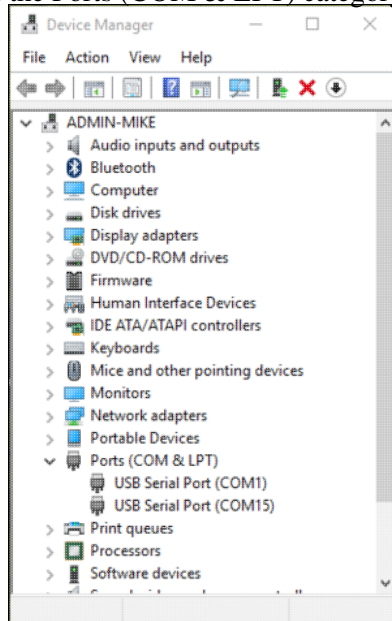 the Ports (COM & LPT) category
Device Manager
File Action View Help
ADMIN-MIKE
Audio inputs and outputs
Bluetooth
Computer
Disk drives
Display adapters
DVD/CD-ROM drives
Firmware
Human Interface Devices
IDE ATA/ATAPI controllers
Keyboards
Mice and other pointing devices
Monitors
Network adapters
Portable Devices
Ports (COM & LPT)
USB Serial Port (COM1)
USB Serial Port (COM15)
Print queues
Processors
Software devices